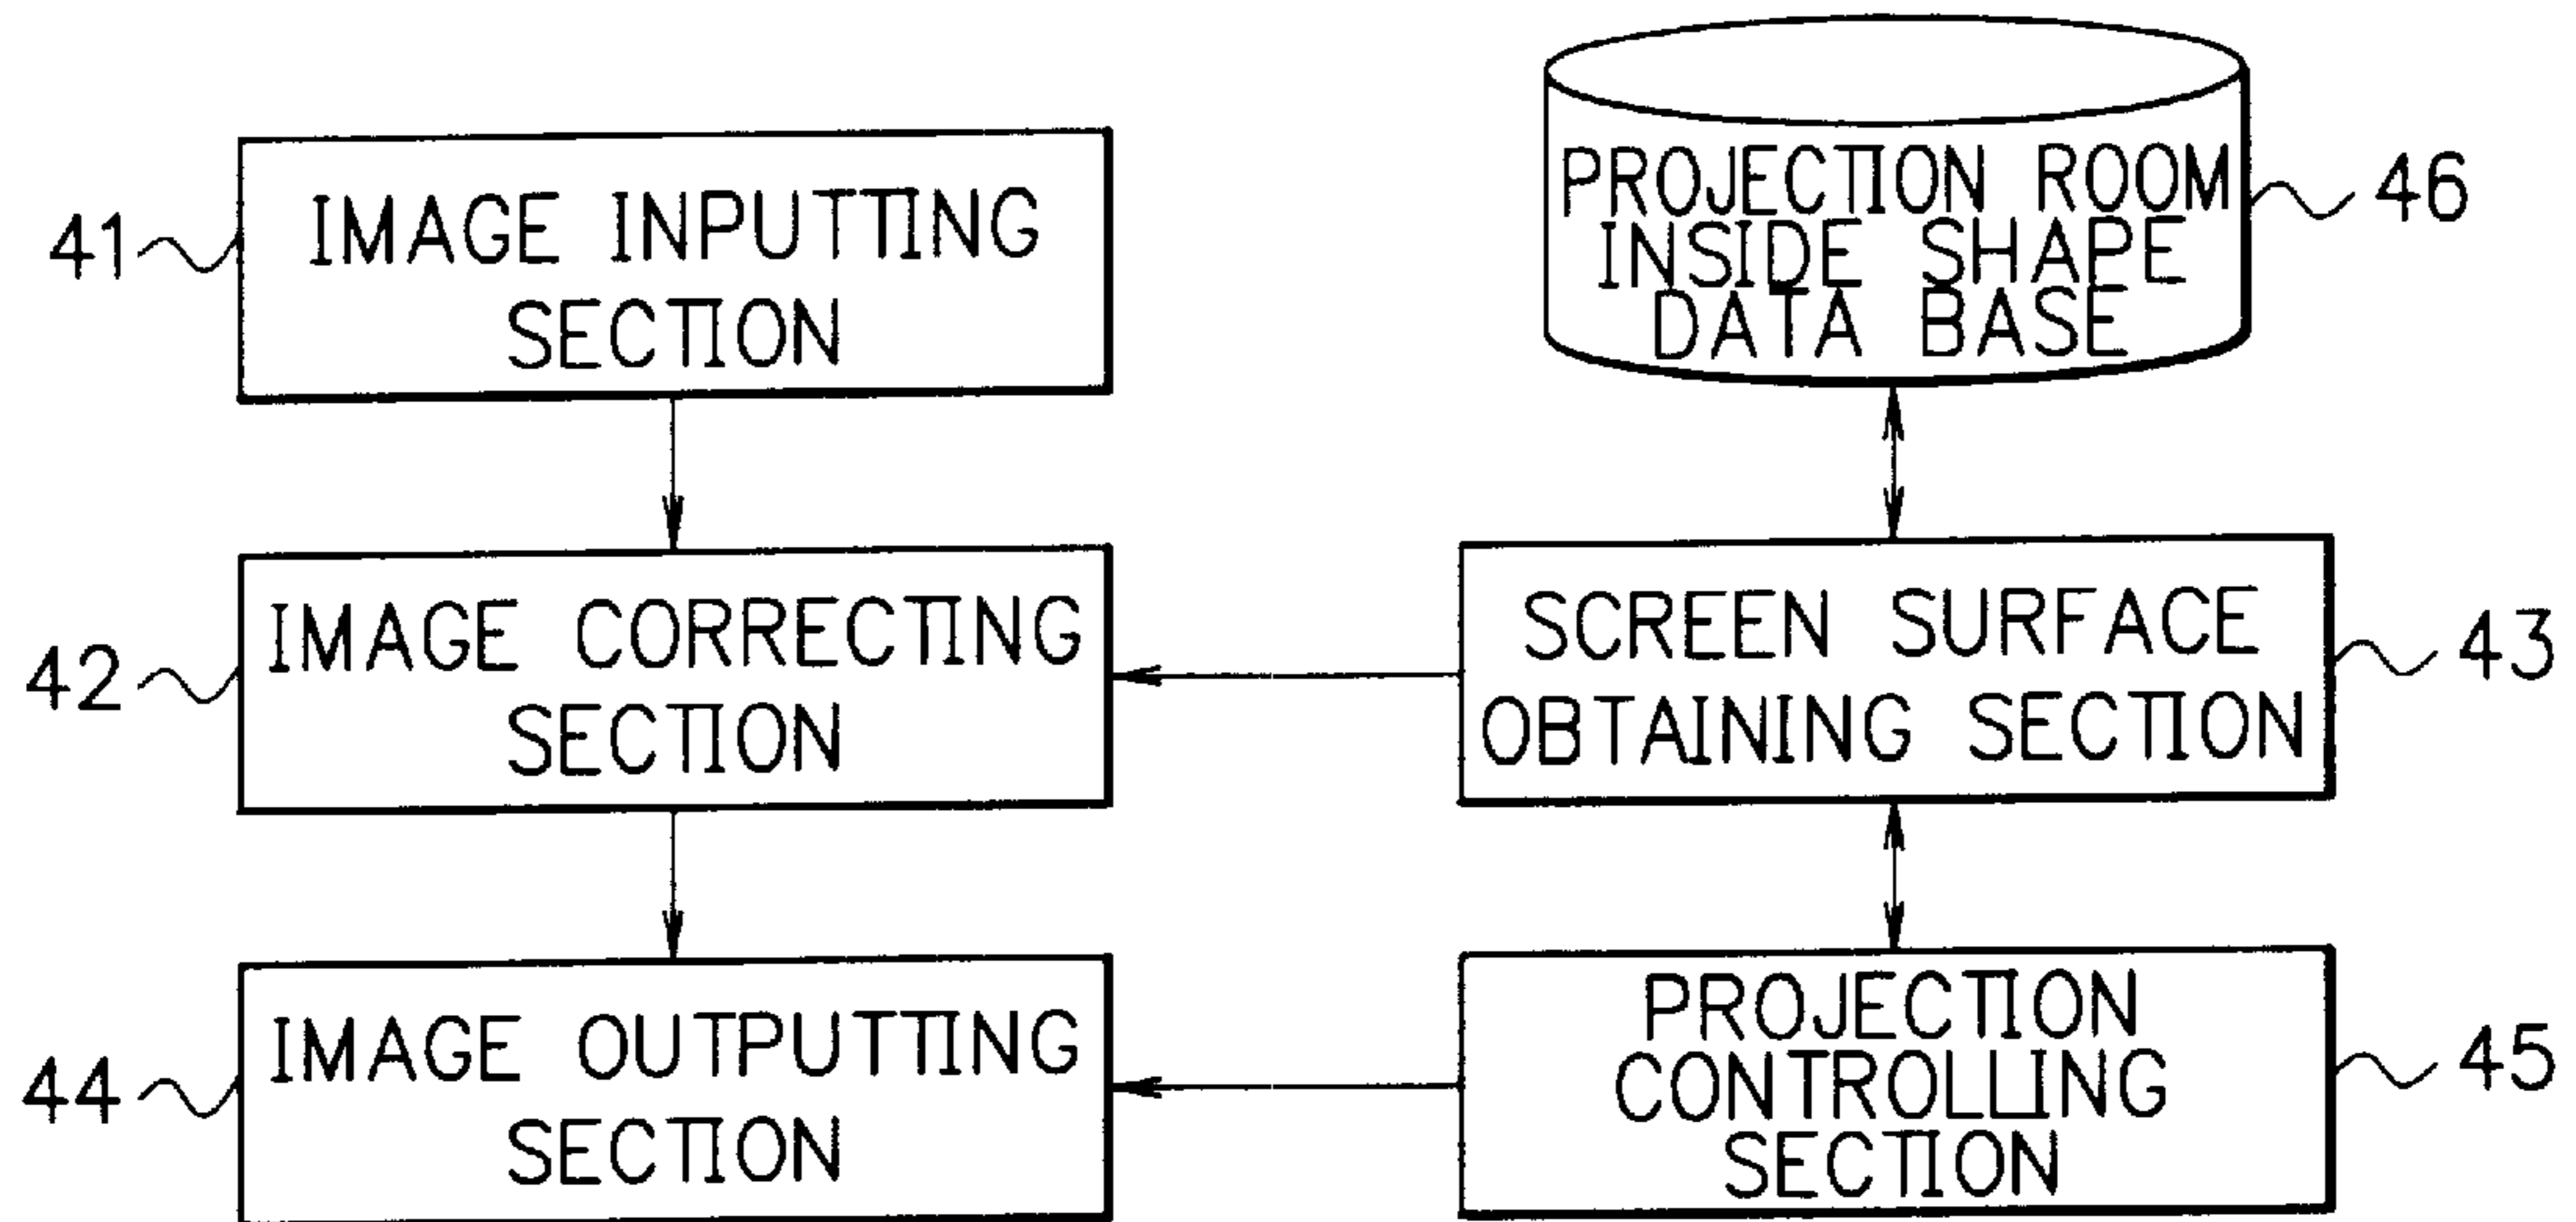 41
IMAGE INPUTTING
SECTION
PROJECTION ROOM
INSIDE SHAPE
DATA BASE
46
42
IMAGE CORRECTING
SECTION
SCREEN SURFACE
OBTAINING SECTION
43
44
IMAGE OUTPUTTING
SECTION
PROJECTION
CONTROLLING
SECTION
45